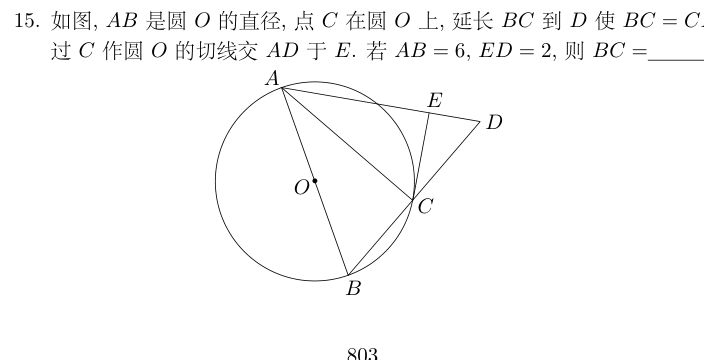 15. 如图, AB 是圆 O 的直径, 点 C 在圆 O 上, 延长 BC 到 D 使 BC = C
过 C 作圆 O 的切线交 AD 于 E. 若 AB = 6, ED = 2, 则 BC =
A
E
D
O
C
B
803